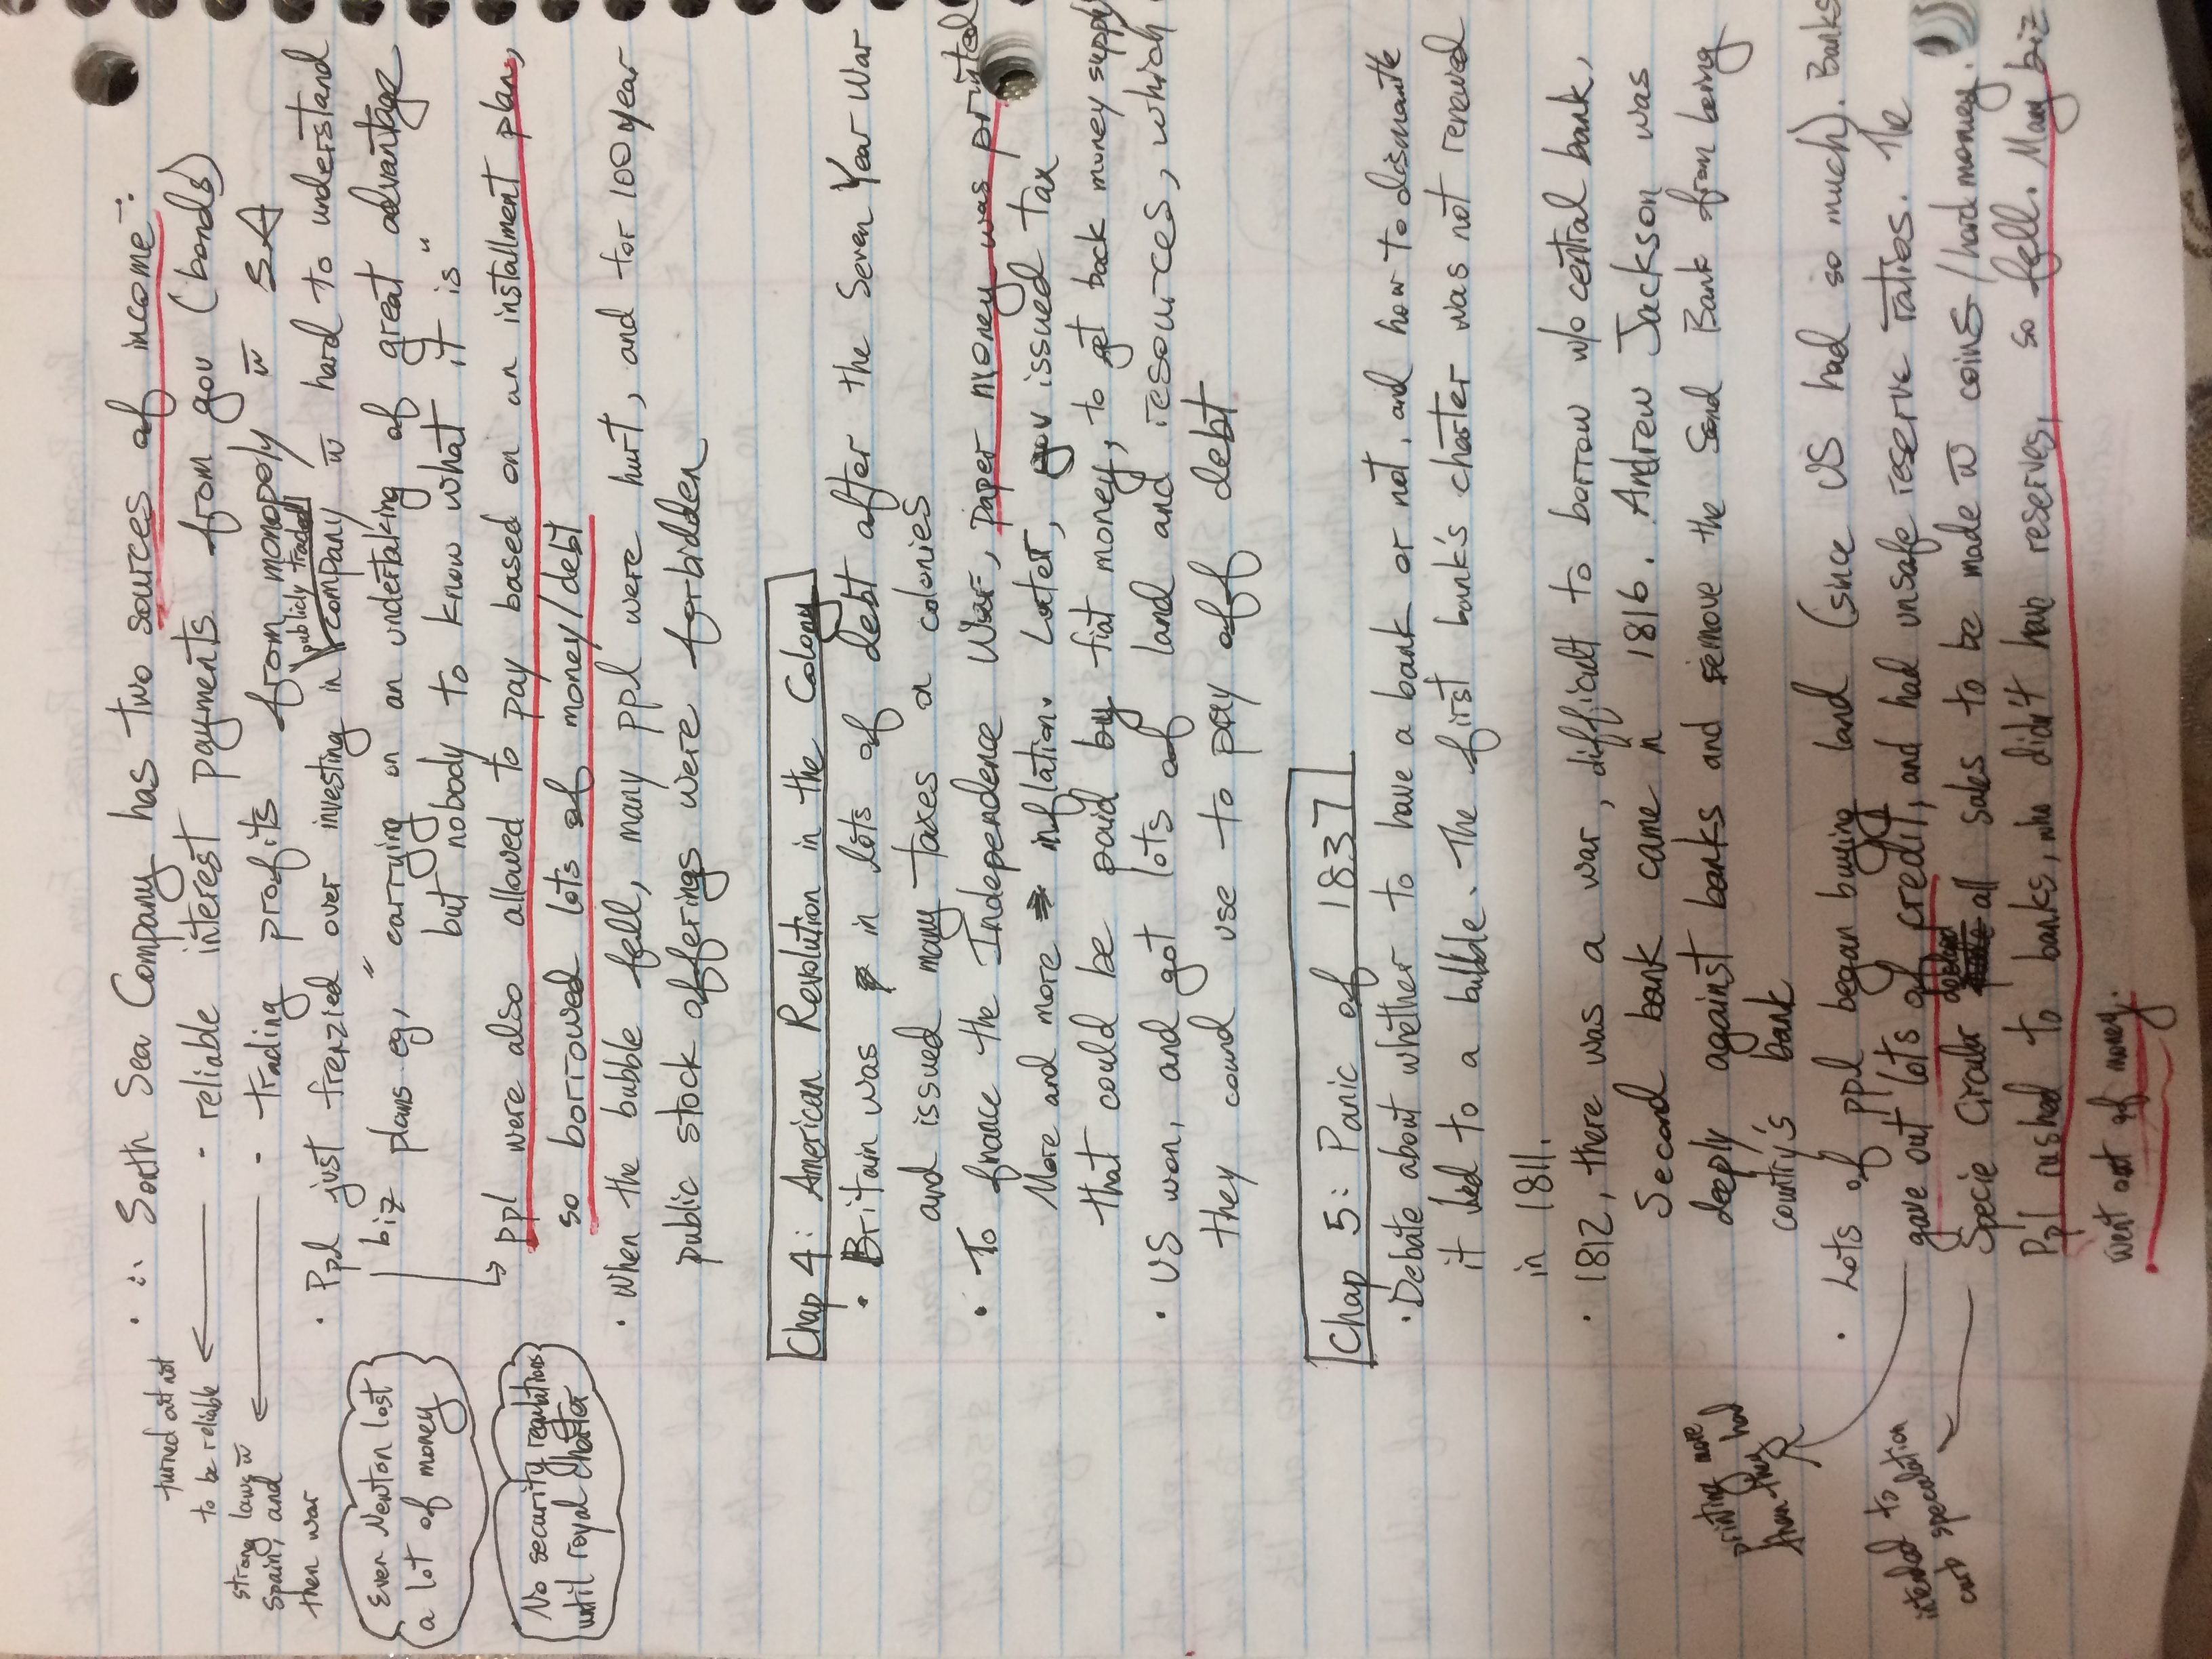 • ∴ South Sea Company has two sources of income:
turned out not
to be reliable
- reliable interest payments from gov (bonds)
strong laws w̄
Spain, and
then war
- trading profits from monopoly w̄ SA
publicly traded
• Ppl just frenzied over investing in company w̄ hard to understand
biz plans eg, "carrying on an undertaking of great advantage
but nobody to know what it is"
Even Newton lost
a lot of money
ppl were also allowed to pay based on an installment plan,
so borrowed lots of money/debt
No security regulations
until royal charter
• When the bubble fell, many ppl were hurt, and for 100 year
public stock offerings were forbidden
Chap 4: American Revolution in the Colony
• Britain was in lots of debt after the Seven Year War
and issued many taxes on colonies
• To finance the Independence War, paper money was printed
More and more inflation. Later, gov issued tax
that could be paid by fiat money, to get back money supply
• US won, and got lots of land and resources, which
they cound use to pay off debt
Chap 5: Panic of 1837
• Debate about whether to have a bank or not, and how to dismantle
it led to a bubble. The first bank's charter was not renewed
in 1811.
• 1812, there was a war, difficult to borrow w/o central bank,
Second bank came in 1816. Andrew Jackson was
deeply against banks and remove the Send Bank from being
country's bank
printing more
than they had
• Lots of ppl began buying land (since US had so much). Banks
gave out lots of credit, and had unsafe reserve ratios. The
intended to
curb speculation
Specie Circular all sales to be made w̄ coins/hard money.
Ppl rushed to banks, who didn't have reserves, so fell. Many biz
went out of money.